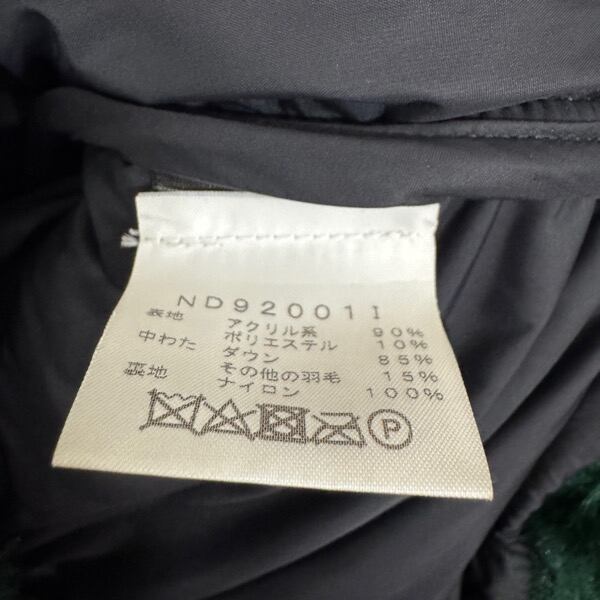 ND92001I
表地 アクリル系 90%
ポリエステル 10%
中わた ダウン 85%
その他の羽毛 15%
裏地 ナイロン 100%
P